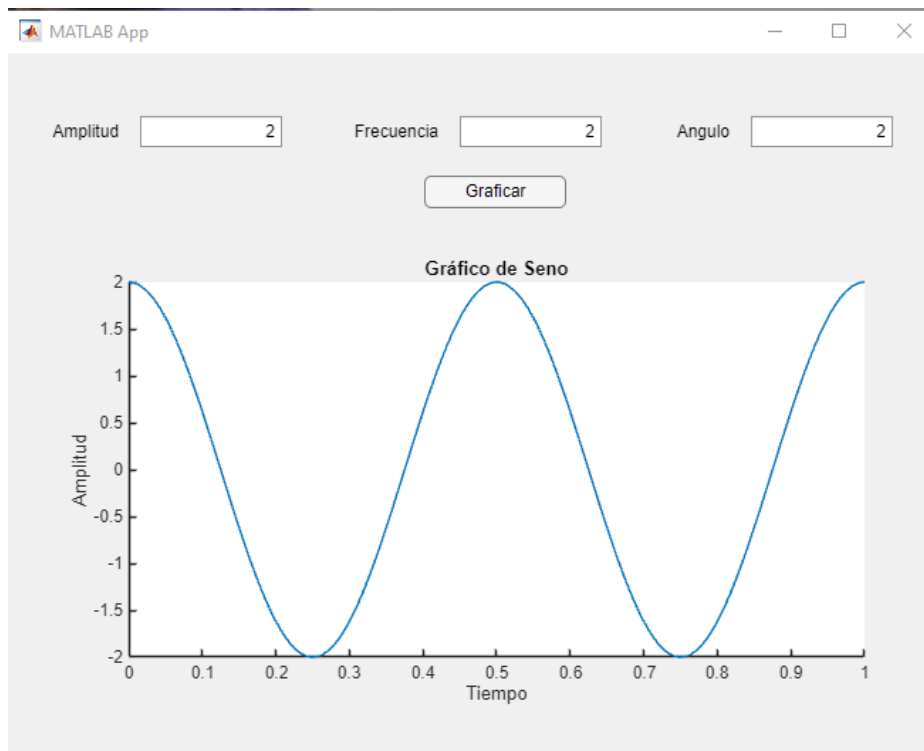 MATLAB App
Amplitud 2 Frecuencia 2 Angulo 2
Graficar
Gráfico de Seno
2
1.5
1
0.5
0
-0.5
-1
-1.5
-2
Amplitud
0 0.1 0.2 0.3 0.4 0.5 0.6 0.7 0.8 0.9 1
Tiempo